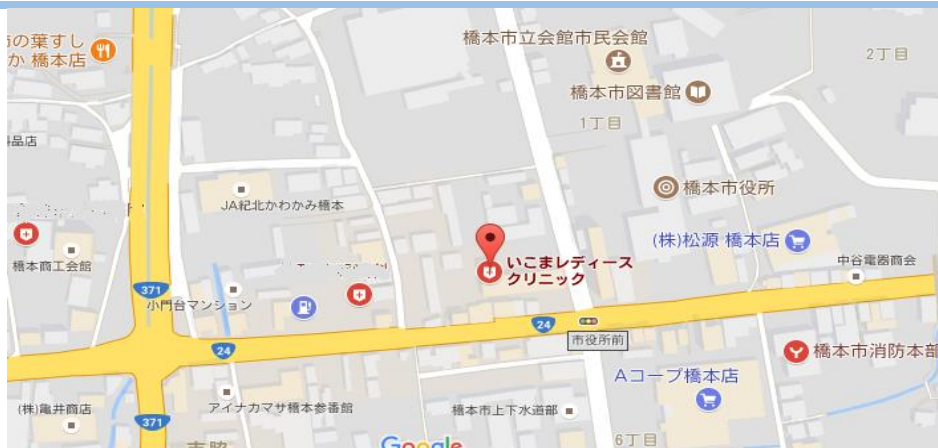 の葉すし
か 橋本店
橋本市立会館市民会館
2丁目
橋本市図書館
1丁目
品店
JA紀北かわかみ橋本
橋本市役所
(株)松源 橋本店
いこまレディース
クリニック
橋本商工会館
中谷電器商会
371
小門台マンション
24
市役所前
24
橋本市消防本部
Aコープ橋本店
(株)亀井商店
アイナカマサ橋本参番館
橋本市上下水道部
371
6丁目
市脇
Google